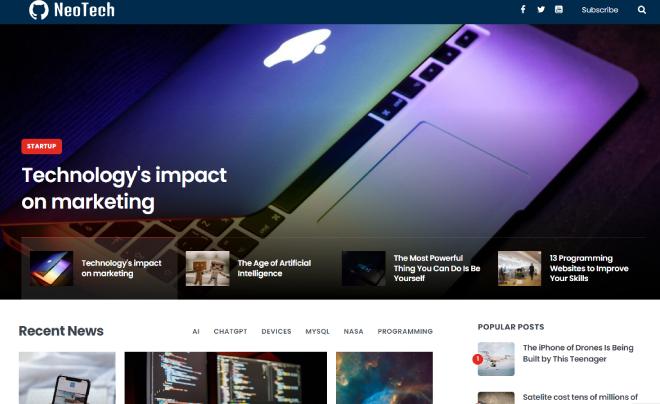 NeoTech
Subscribe
STARTUP
Technology's impact
on marketing
Technology's impact
on marketing
The Age of Artificial
Intelligence
The Most Powerful
Thing You Can Do Is Be
Yourself
13 Programming
Websites to Improve
Your Skills
Recent News
AI CHATGPT DEVICES MYSQL NASA PROGRAMMING
POPULAR POSTS
1
The iPhone of Drones Is Being
Built by This Teenager
Satelite cost tens of millions of